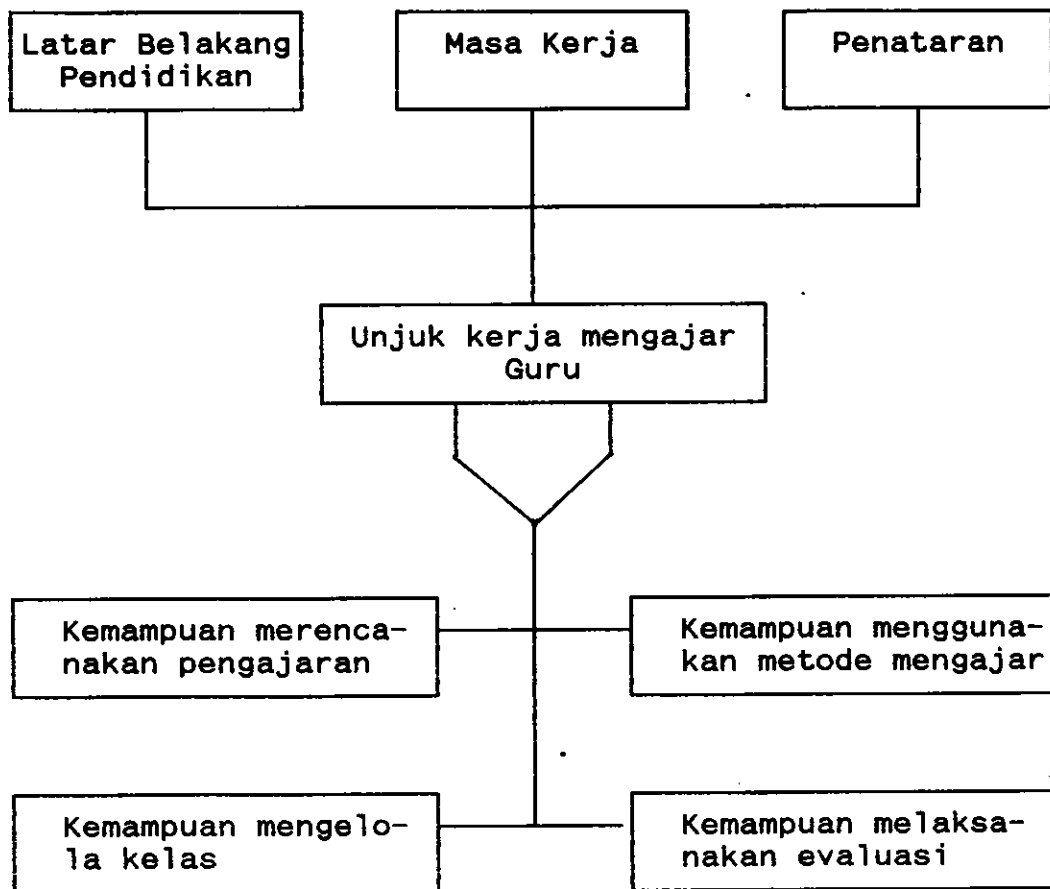 Latar Belakang
Pendidikan
Masa Kerja
Penataran
Unjuk kerja mengajar
Guru
Kemampuan merenca-
nakan pengajaran
Kemampuan mengguna-
kan metode mengajar
Kemampuan mengelo-
la kelas
Kemampuan melaksa-
nakan evaluasi